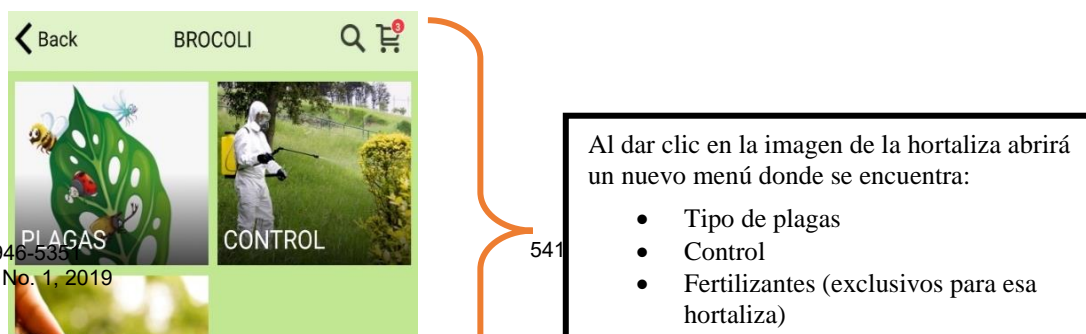 Back
BROCOLI
3
PLAGAS
CONTROL
946-5351
No. 1, 2019
541
Al dar clic en la imagen de la hortaliza abrirá
un nuevo menú donde se encuentra:
• Tipo de plagas
• Control
• Fertilizantes (exclusivos para esa
hortaliza)